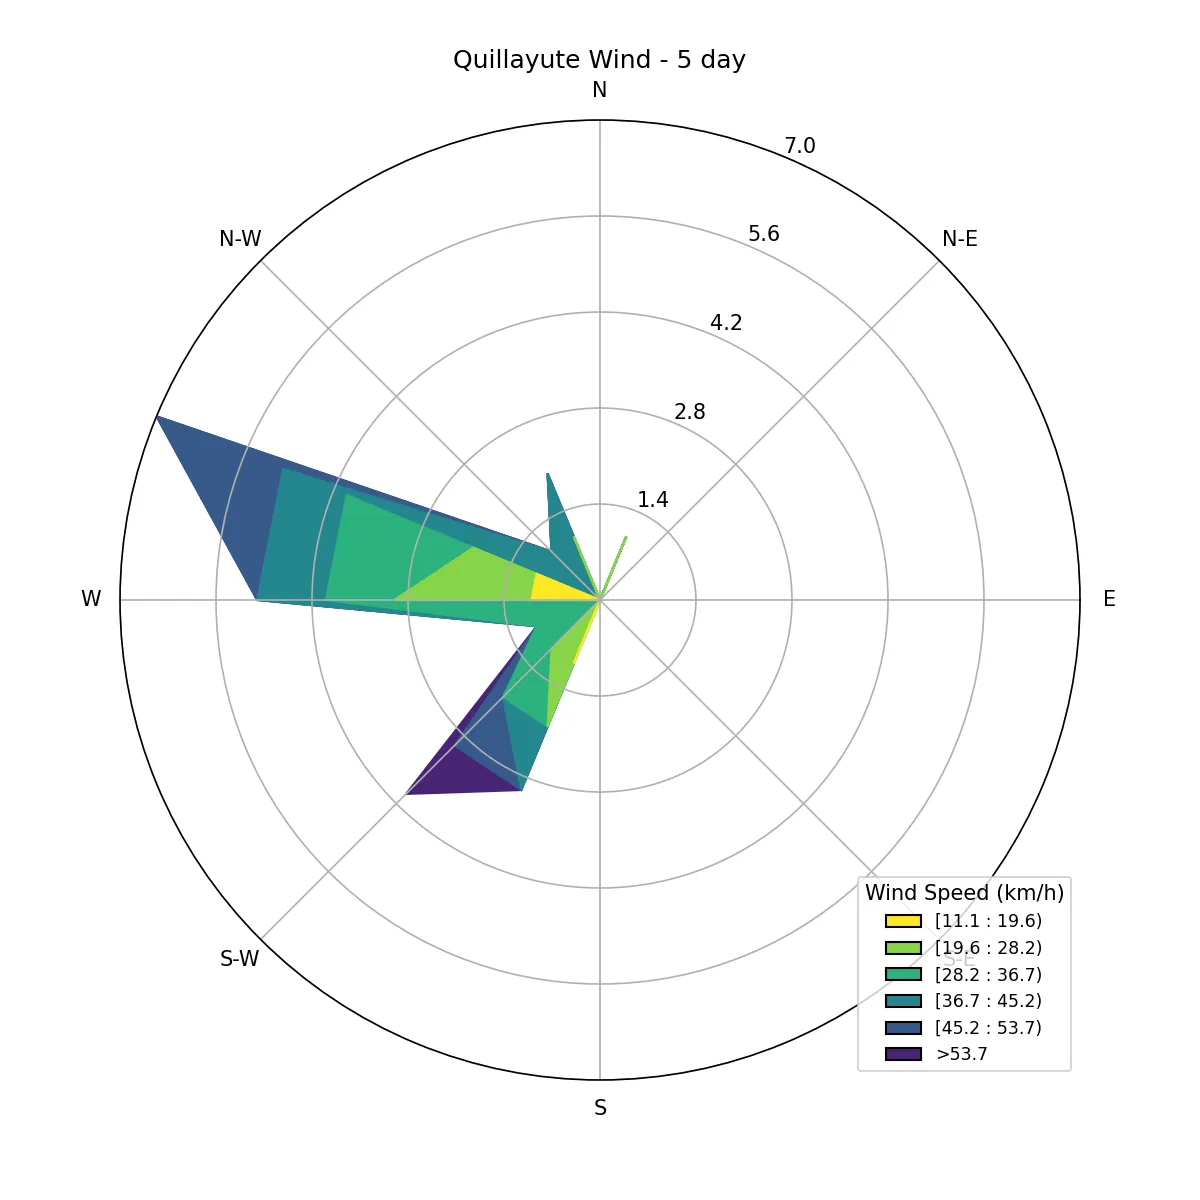 Quillayute Wind - 5 day
N
7.0
N-W
5.6
N-E
4.2
2.8
1.4
W
E
S-W
S-E
S
Wind Speed (km/h)
[11.1 : 19.6)
[19.6 : 28.2)
[28.2 : 36.7)
[36.7 : 45.2)
[45.2 : 53.7)
>53.7